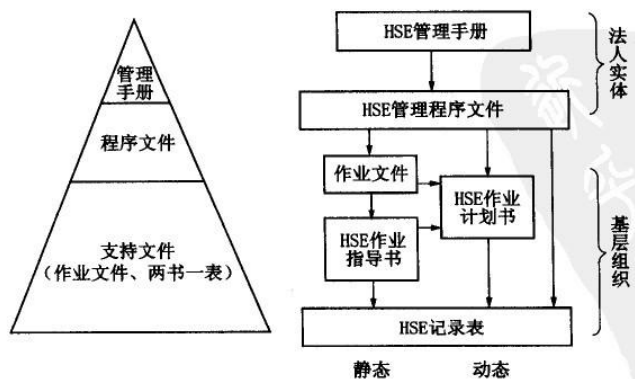 管理
手册
程序文件
支持文件
（作业文件、两书一表）
HSE管理手册
HSE管理程序文件
作业文件
HSE作业
计划书
HSE作业
指导书
HSE记录表
静态
动态
法人实体
基层组织